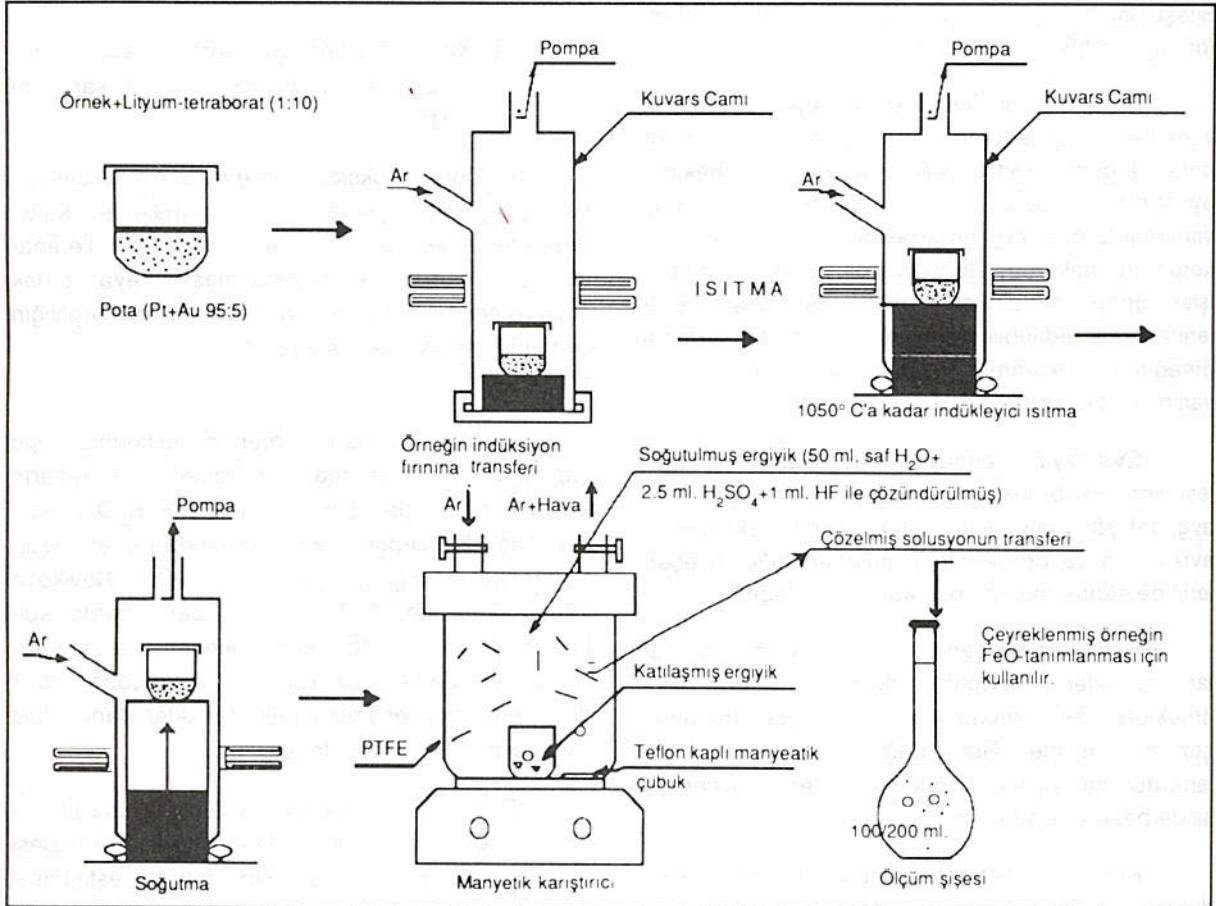 Örnek+Lityum-tetraborat (1:10)
Pota (Pt+Au 95:5)
Pompa
Kuvars Camı
Ar
Örneğin indüksiyon
fırınına transferi
ISITMA
Pompa
Kuvars Camı
Ar
1050° C'a kadar indükleyici ısıtma
Pompa
Ar
Soğutma
Ar
Ar+Hava
Soğutulmuş ergiyik (50 ml. saf H₂O+
2.5 ml. H₂SO₄+1 ml. HF ile çözündürülmüş)
Çözelmiş solusyonun transferi
Katılaşmış ergiyik
PTFE
Teflon kaplı manyeatik
çubuk
Manyetik karıştırıcı
Çeyreklenmiş örneğin
FeO-tanımlanması için
kullanılır.
100/200 ml.
Ölçüm şişesi